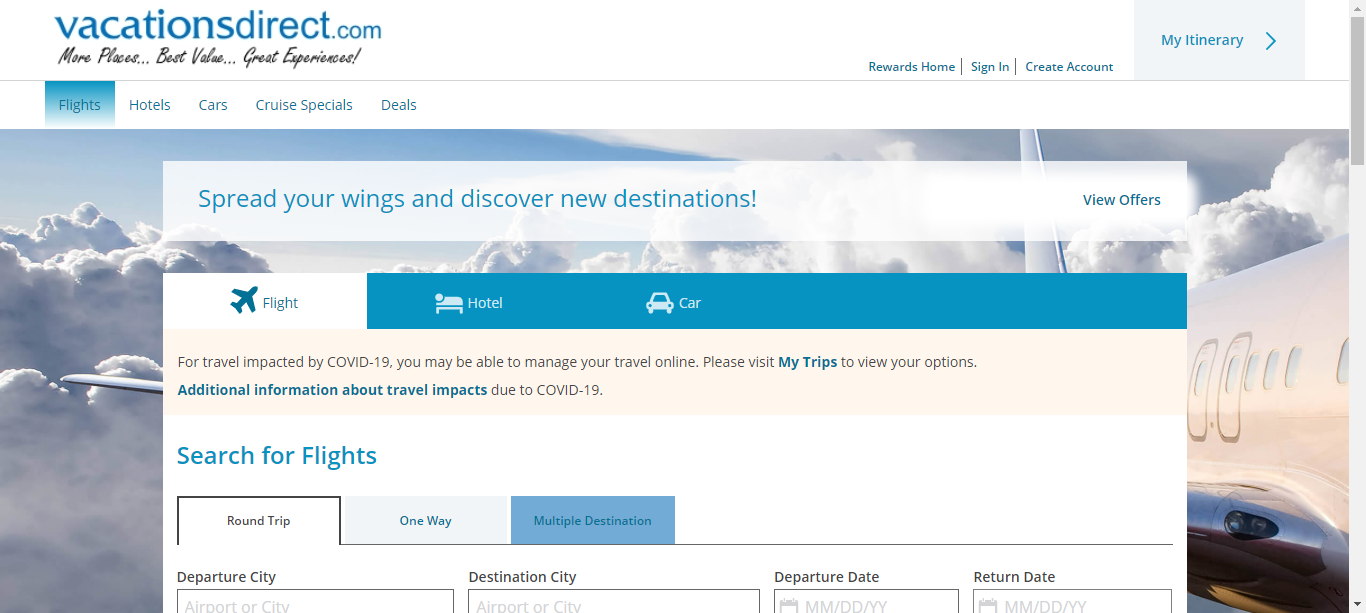 vacationsdirect.com
More Places... Best Value... Great Experiences!
My Itinerary
Rewards Home | Sign In | Create Account
Flights Hotels Cars Cruise Specials Deals
Spread your wings and discover new destinations!
View Offers
Flight Hotel Car
For travel impacted by COVID-19, you may be able to manage your travel online. Please visit My Trips to view your options.
Additional information about travel impacts due to COVID-19.
Search for Flights
Round Trip One Way Multiple Destination
Departure City Destination City Departure Date Return Date
Airport or City Airport or City MM/DD/YY MM/DD/YY